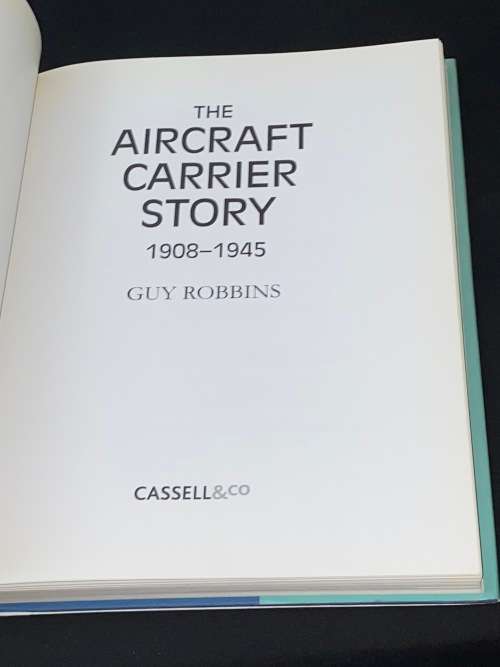 THE
AIRCRAFT
CARRIER
STORY
1908–1945
GUY ROBBINS
CASSELL&CO